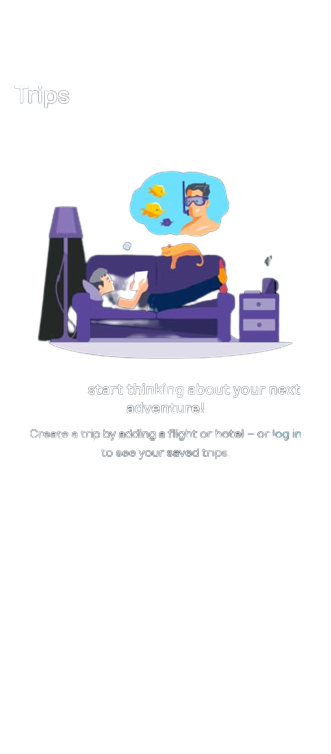 Trips
start thinking about your next
adventure!
Create a trip by adding a flight or hotel – or log in
to see your saved trips